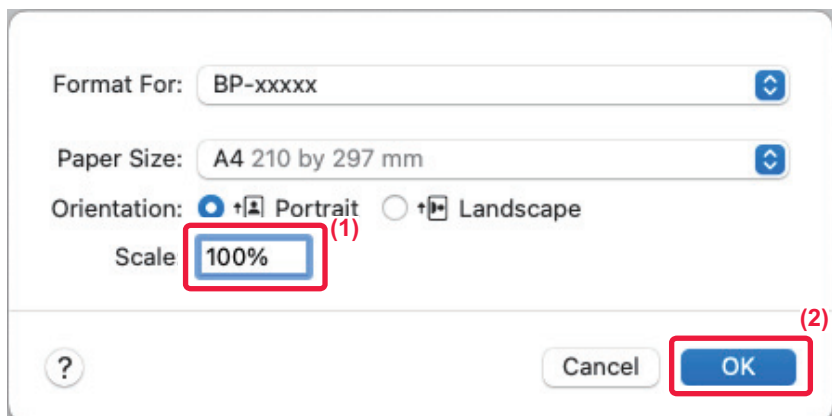 Format For: BP-xxxxx
Paper Size: A4 210 by 297 mm
Orientation: Portrait Landscape
(1)
Scale 100%
(2)
? Cancel OK